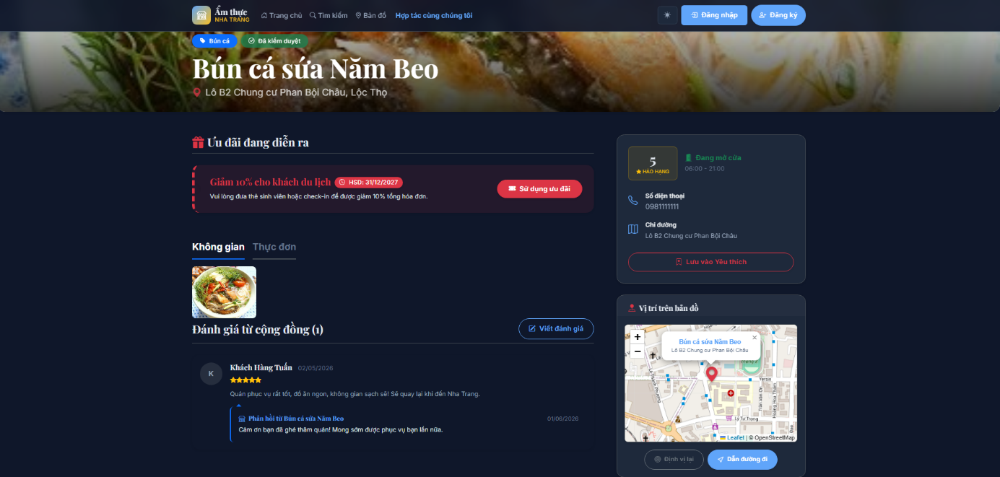 Ẩm thực
NHA TRANG
Trang chủ
Tìm kiếm
Bản đồ
Hợp tác cùng chúng tôi
Đăng nhập
Đăng ký
Bún cá
Đã kiểm duyệt
Bún cá sứa Năm Beo
Lô B2 Chung cư Phan Bội Châu, Lộc Thọ
Ưu đãi đang diễn ra
Giảm 10% cho khách du lịch
HSD: 31/12/2027
Vui lòng đưa thẻ sinh viên hoặc check-in để được giảm 10% tổng hóa đơn.
Sử dụng ưu đãi
Không gian
Thực đơn
Đánh giá từ cộng đồng (1)
Viết đánh giá
K
Khách Hàng Tuấn
02/05/2026
Quán phục vụ rất tốt, đồ ăn ngon, không gian sạch sẽ! Sẽ quay lại khi đến Nha Trang.
Phản hồi từ Bún cá sứa Năm Beo
01/06/2026
Cảm ơn bạn đã ghé thăm quán! Mong sớm được phục vụ bạn lần nữa.
5
HẢO HẠNG
Đang mở cửa
06:00 - 21:00
Số điện thoại
0981111111
Chỉ đường
Lô B2 Chung cư Phan Bội Châu
Lưu vào Yêu thích
Vị trí trên bản đồ
+
−
Bún cá sứa Năm Beo
×
Lô B2 Chung cư Phan Bội Châu
Lê Thành Phương
Yersin
Trần Văn Ơn
Hoàng Hoa Thám
Lý Tự Trọng
Leaflet | © OpenStreetMap
Định vị lại
Dẫn đường đi